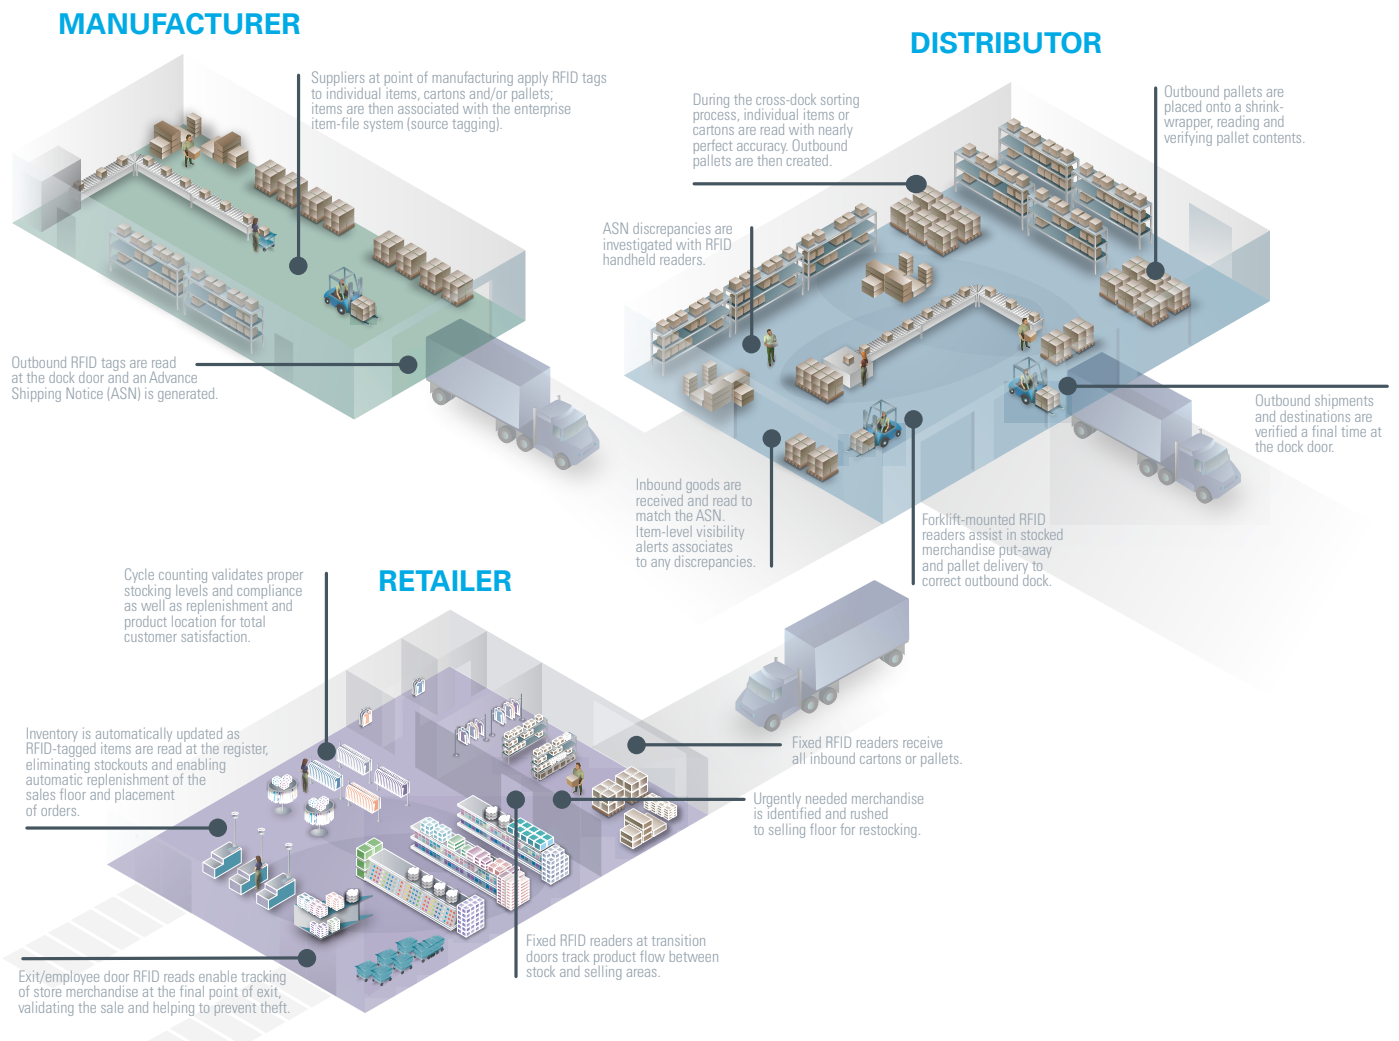 MANUFACTURER
Suppliers at point of manufacturing apply RFID tags
to individual items, cartons and/or pallets;
items are then associated with the enterprise
item-file system (source tagging).
Outbound RFID tags are read
at the dock door and an Advance
Shipping Notice (ASN) is generated.
DISTRIBUTOR
During the cross-dock sorting
process, individual items or
cartons are read with nearly
perfect accuracy. Outbound
pallets are then created.
Outbound pallets are
placed onto a shrink-
wrapper, reading and
verifying pallet contents.
ASN discrepancies are
investigated with RFID
handheld readers.
Outbound shipments
and destinations are
verified a final time at
the dock door.
Inbound goods are
received and read to
match the ASN.
Item-level visibility
alerts associates
to any discrepancies.
Forklift-mounted RFID
readers assist in stocked
merchandise put-away
and pallet delivery to
correct outbound dock.
RETAILER
Cycle counting validates proper
stocking levels and compliance
as well as replenishment and
product location for total
customer satisfaction.
Inventory is automatically updated as
RFID-tagged items are read at the register,
eliminating stockouts and enabling
automatic replenishment of the
sales floor and placement
of orders.
Fixed RFID readers receive
all inbound cartons or pallets.
Urgently needed merchandise
is identified and rushed
to selling floor for restocking.
Fixed RFID readers at transition
doors track product flow between
stock and selling areas.
Exit/employee door RFID reads enable tracking
of store merchandise at the final point of exit,
validating the sale and helping to prevent theft.